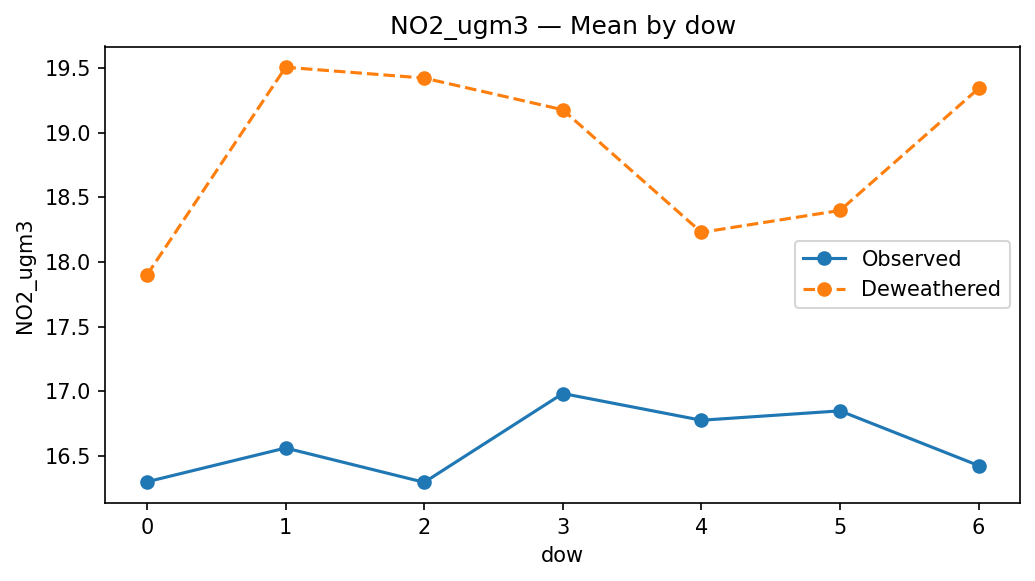 NO2_ugm3 — Mean by dow
NO2_ugm3
19.5
19.0
18.5
18.0
17.5
17.0
16.5
Observed
Deweathered
0 1 2 3 4 5 6
dow